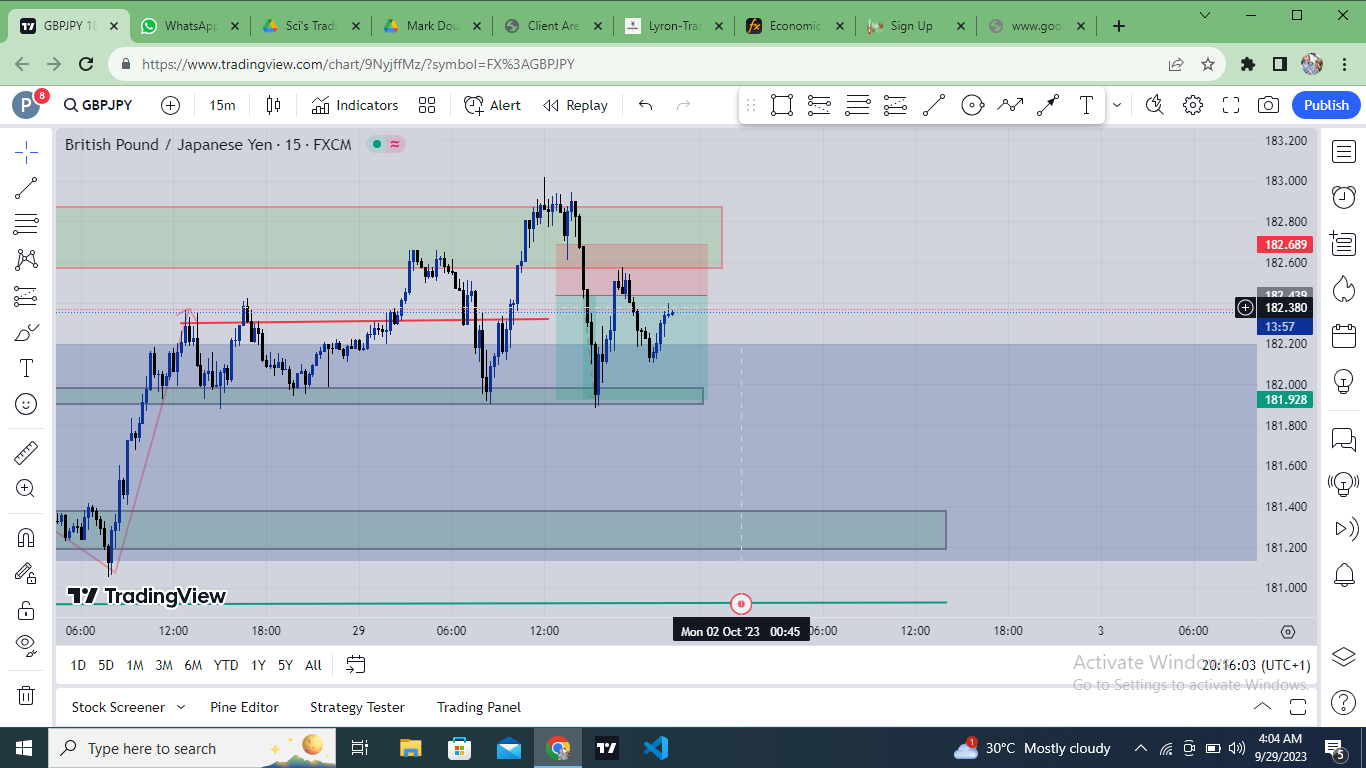 GBPJPY 18
WhatsApp
Sci's Tradi
Mark Dou
Client Are
Lyron-Trad
Economic
Sign Up
www.goo
https://www.tradingview.com/chart/9NyjffMz/?symbol=FX%3AGBPJPY
P 8 GBPJPY 15m Indicators Alert Replay Publish
British Pound / Japanese Yen · 15 · FXCM
183.200
183.000
182.800
182.689
182.600
182.439
182.380
13:57
182.200
182.000
181.928
181.800
181.600
181.400
181.200
181.000
TradingView
06:00 12:00 18:00 29 06:00 12:00 Mon 02 Oct '23 00:45 06:00 12:00 18:00 3 06:00
1D 5D 1M 3M 6M YTD 1Y 5Y All 20:16:03 (UTC+1)
Activate Windows
Go to Settings to activate Windows.
Stock Screener Pine Editor Strategy Tester Trading Panel
Type here to search
1 30°C Mostly cloudy 4:04 AM
9/29/2023 5